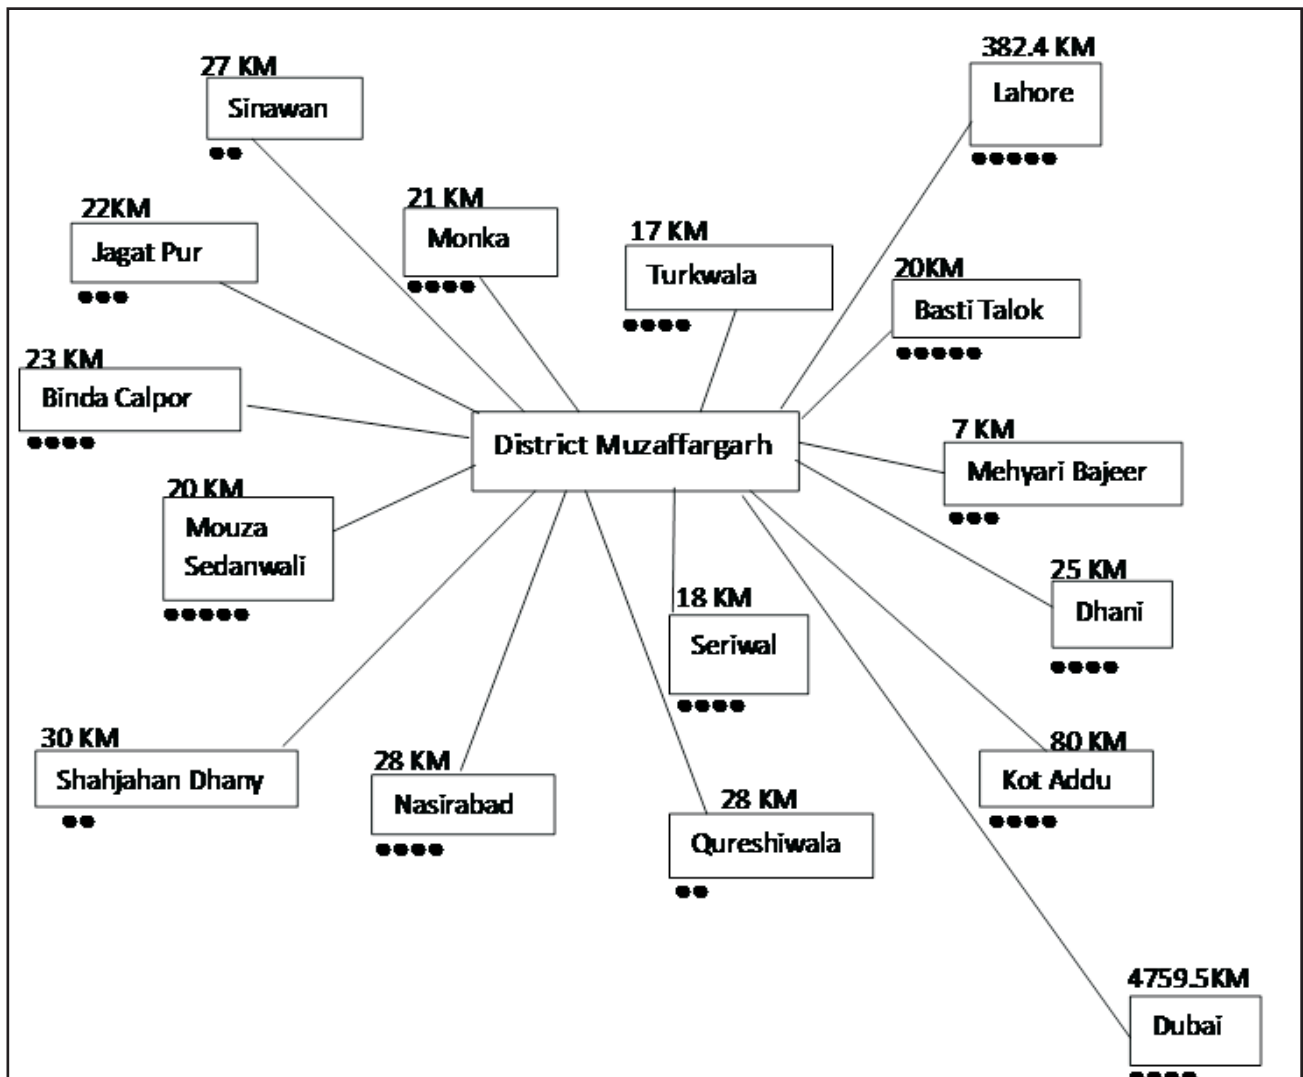 27 KM
Sinawan
382.4 KM
Lahore
22KM
Jagat Pur
21 KM
Monka
17 KM
Turkwala
20KM
Basti Talok
23 KM
Binda Calpor
District Muzaffargarh
7 KM
Mehyari Bajeer
20 KM
Mouza
Sedanwali
25 KM
Dhani
18 KM
Seriwal
30 KM
Shahjahan Dhany
28 KM
Nasirabad
28 KM
Qureshiwala
80 KM
Kot Addu
4759.5KM
Dubai